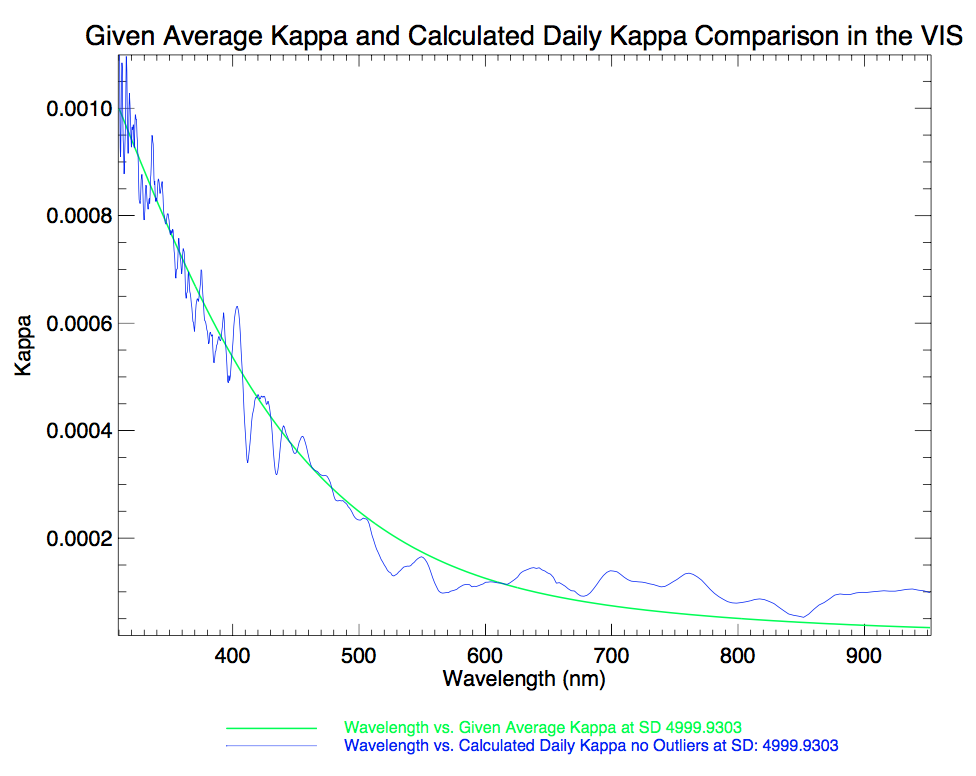 Given Average Kappa and Calculated Daily Kappa Comparison in the VIS
0.0010
0.0008
0.0006
0.0004
0.0002
Kappa
400 500 600 700 800 900
Wavelength (nm)
Wavelength vs. Given Average Kappa at SD 4999.9303
Wavelength vs. Calculated Daily Kappa no Outliers at SD: 4999.9303